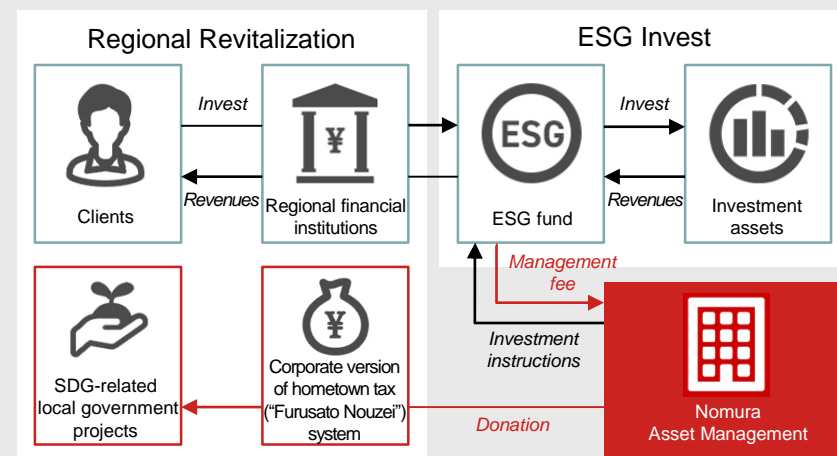 Regional Revitalization
ESG Invest
Invest
¥
ESG
Invest
Clients
Revenues
Regional financial
institutions
ESG fund
Revenues
Investment
assets
Management
fee
¥
Investment
instructions
SDG-related
local government
projects
Corporate version
of hometown tax
(“Furusato Nouzei”)
system
Donation
Nomura
Asset Management